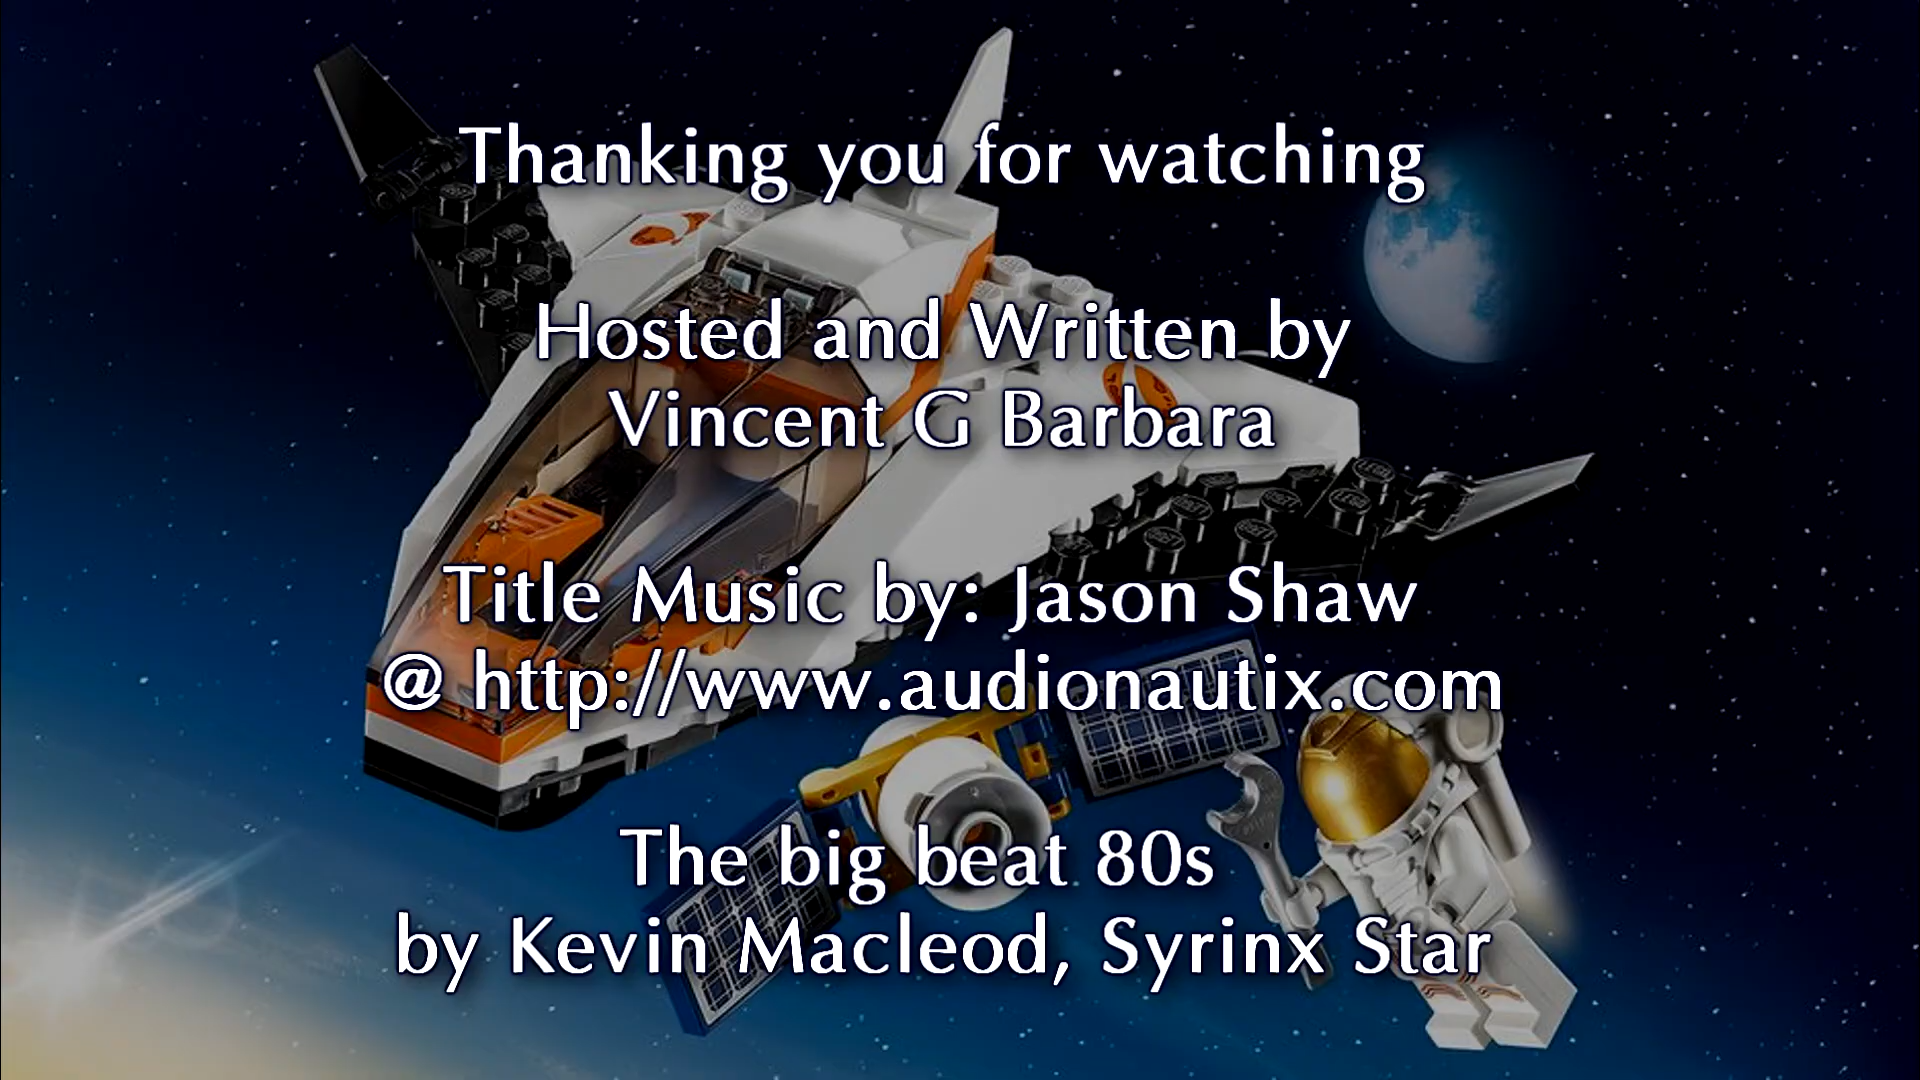 Thanking you for watching
Hosted and Written by
Vincent G Barbara
Title Music by: Jason Shaw
@ http://www.audionautix.com
The big beat 80s
by Kevin Macleod, Syrinx Star